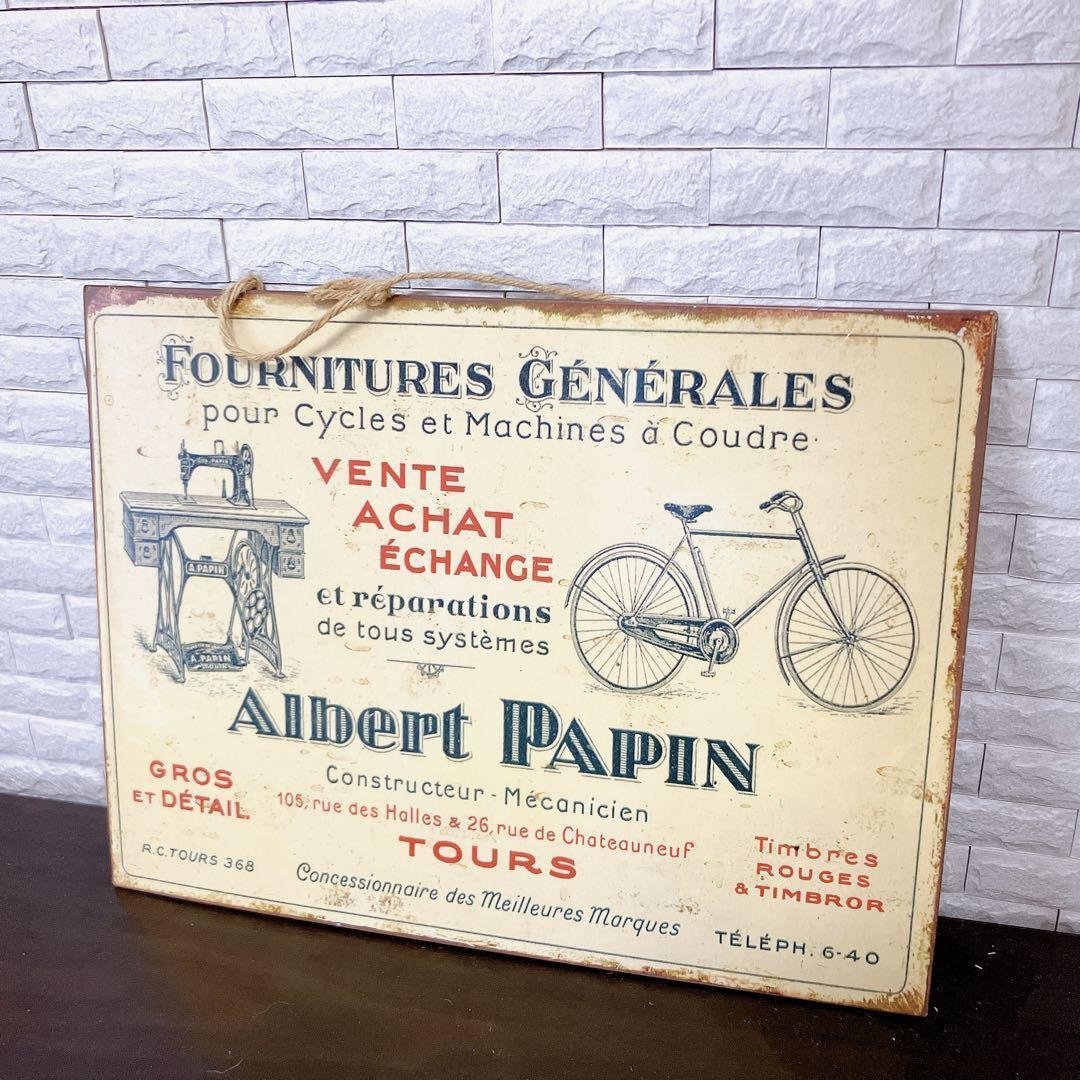 FOURNITURES GÉNÉRALES
pour Cycles et Machines à Coudre
VENTE
ACHAT
ÉCHANGE
et réparations
de tous systèmes
A. PAPIN
A. PAPIN
Albert PAPIN
Constructeur - Mécanicien
105, rue des Halles & 26, rue de Chateauneuf
TOURS
GROS
ET DÉTAIL
R.C. TOURS 368
Concessionnaire des Meilleures Marques
Timbres
ROUGES
& TIMBROR
TÉLÉPH. 6-40